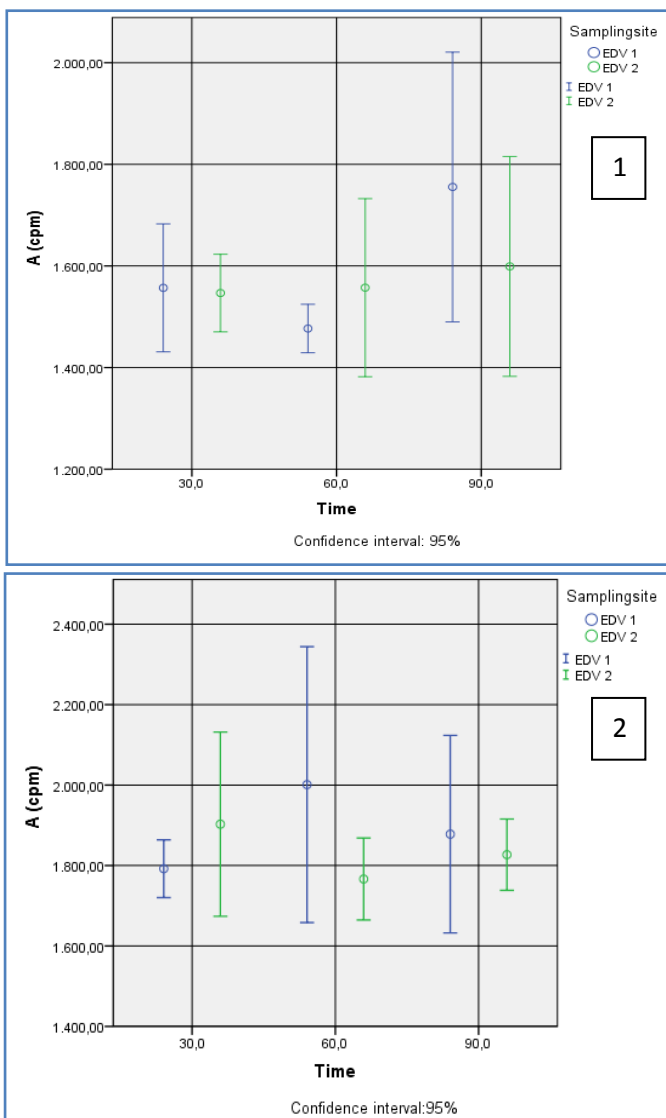 Samplingsite
EDV 1
EDV 2
EDV 1
EDV 2
1
2.000,00
1.800,00
1.600,00
1.400,00
1.200,00
A (cpm)
30,0
60,0
90,0
Time
Confidence interval: 95%
Samplingsite
EDV 1
EDV 2
EDV 1
EDV 2
2
2.400,00
2.200,00
2.000,00
1.800,00
1.600,00
1.400,00
A (cpm)
30,0
60,0
90,0
Time
Confidence interval:95%